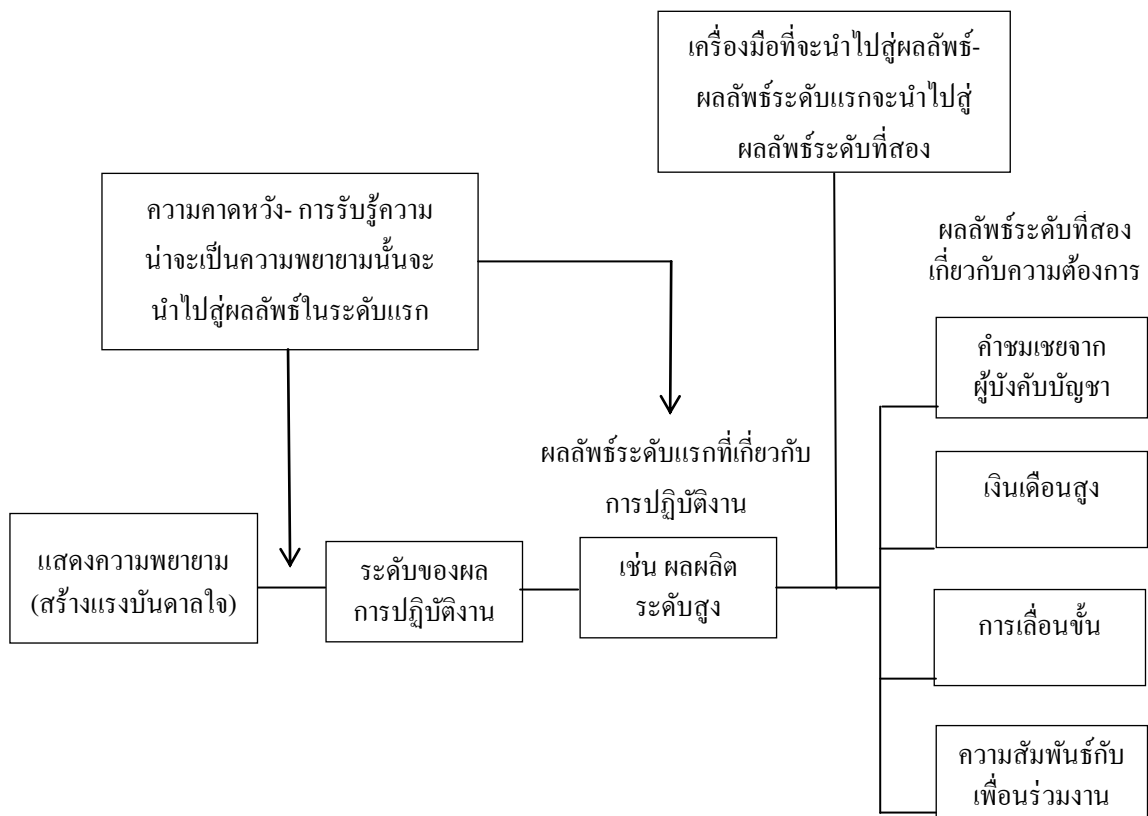 เครื่องมือที่จะนำไปสู่ผลลัพธ์-
ผลลัพธ์ระดับแรกจะนำไปสู่
ผลลัพธ์ระดับที่สอง
ความคาดหวัง- การรับรู้ความ
น่าจะเป็นความพยายามนั้นจะ
นำไปสู่ผลลัพธ์ในระดับแรก
ผลลัพธ์ระดับที่สอง
เกี่ยวกับความต้องการ
คำชมเชยจาก
ผู้บังคับบัญชา
ผลลัพธ์ระดับแรกที่เกี่ยวกับ
การปฏิบัติงาน
เงินเดือนสูง
แสดงความพยายาม
(สร้างแรงบันดาลใจ)
ระดับของผล
การปฏิบัติงาน
เช่น ผลผลิต
ระดับสูง
การเลื่อนขั้น
ความสัมพันธ์กับ
เพื่อนร่วมงาน